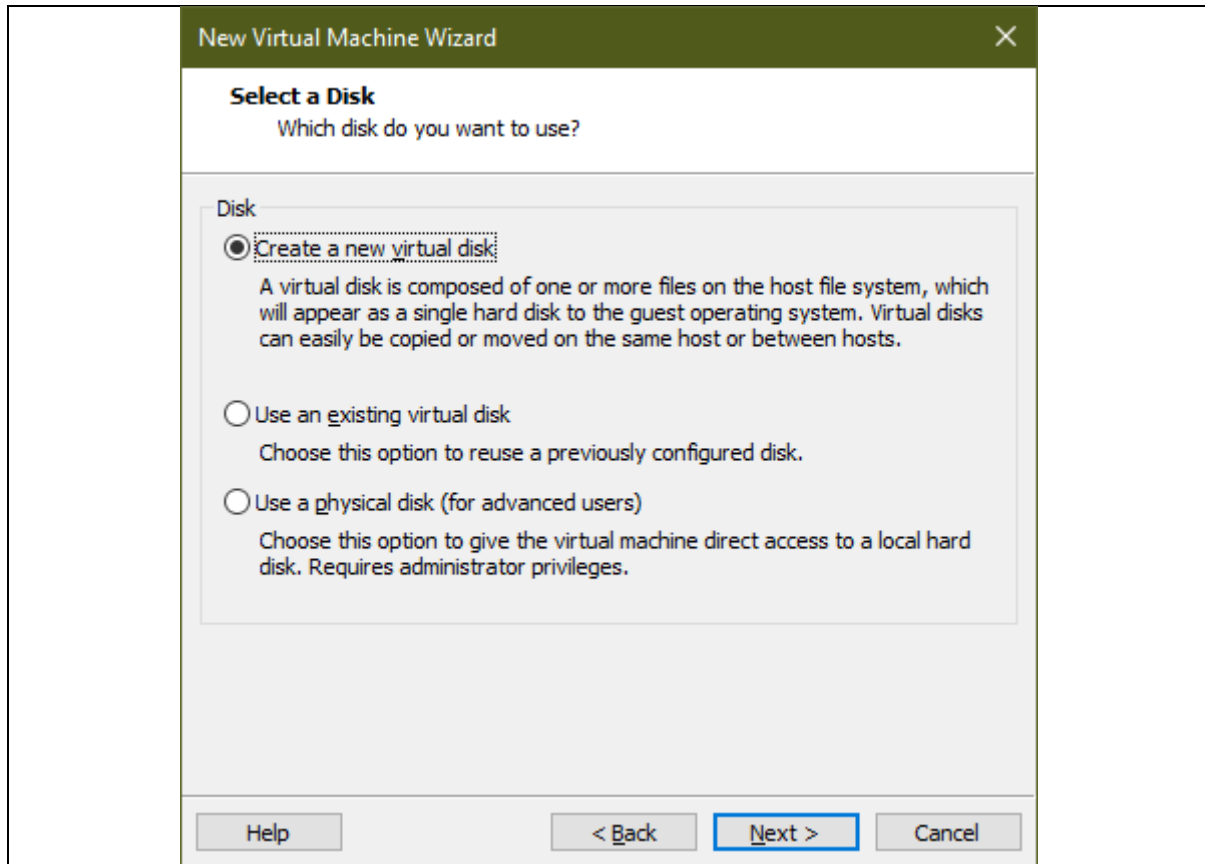 New Virtual Machine Wizard
Select a Disk
Which disk do you want to use?
Disk
Create a new virtual disk
A virtual disk is composed of one or more files on the host file system, which
will appear as a single hard disk to the guest operating system. Virtual disks
can easily be copied or moved on the same host or between hosts.
Use an existing virtual disk
Choose this option to reuse a previously configured disk.
Use a physical disk (for advanced users)
Choose this option to give the virtual machine direct access to a local hard
disk. Requires administrator privileges.
Help < Back Next > Cancel